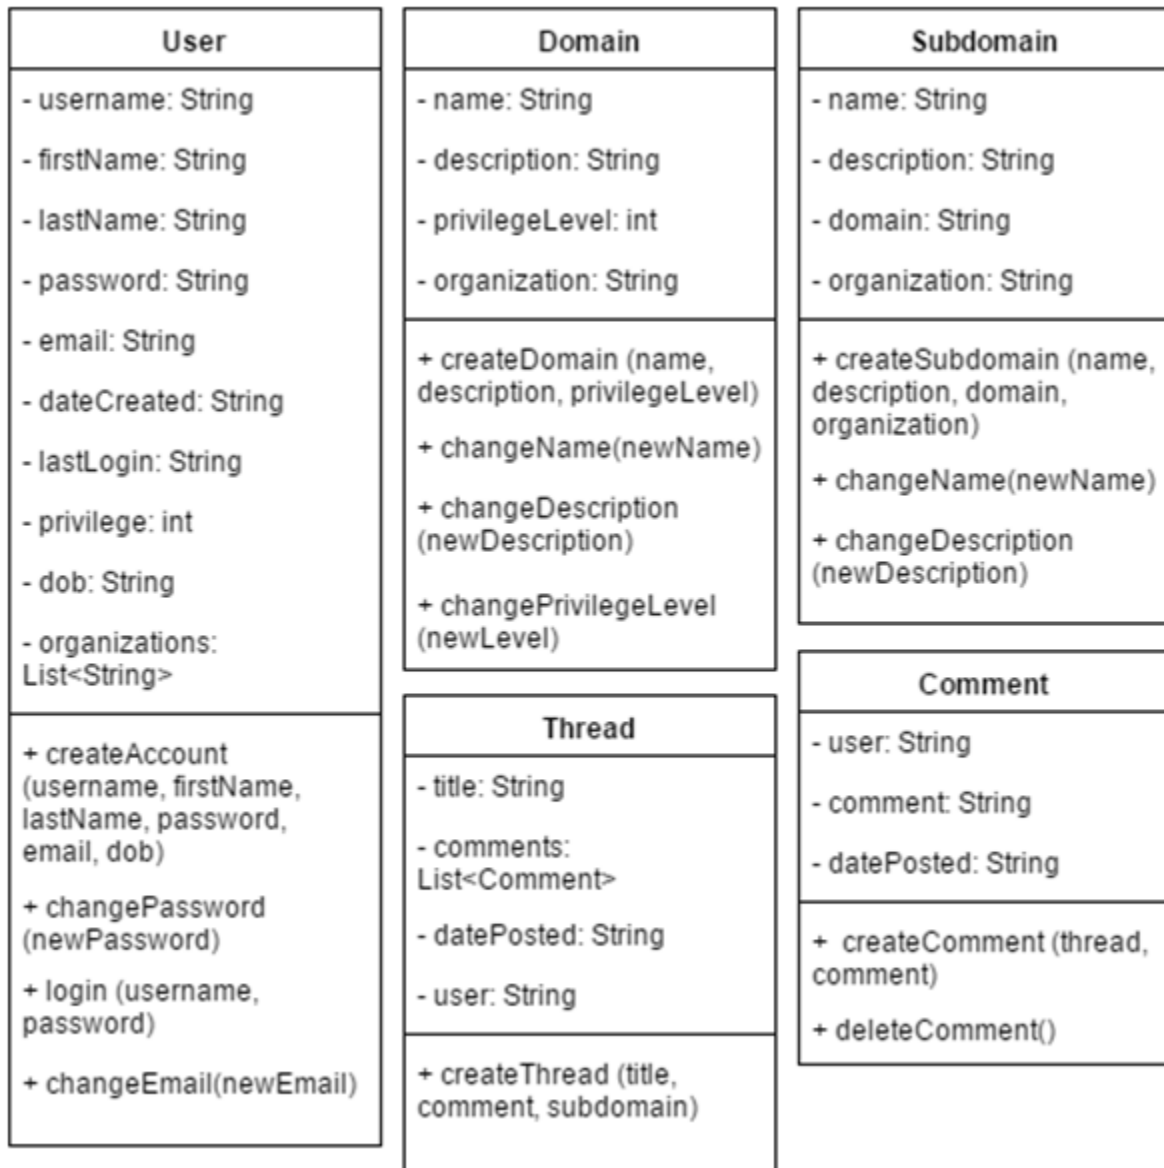 User
- username: String
- firstName: String
- lastName: String
- password: String
- email: String
- dateCreated: String
- lastLogin: String
- privilege: int
- dob: String
- organizations:
List<String>
+ createAccount
(username, firstName,
lastName, password,
email, dob)
+ changePassword
(newPassword)
+ login (username,
password)
+ changeEmail(newEmail)
Domain
- name: String
- description: String
- privilegeLevel: int
- organization: String
+ createDomain (name,
description, privilegeLevel)
+ changeName(newName)
+ changeDescription
(newDescription)
+ changePrivilegeLevel
(newLevel)
Thread
- title: String
- comments:
List<Comment>
- datePosted: String
- user: String
+ createThread (title,
comment, subdomain)
Subdomain
- name: String
- description: String
- domain: String
- organization: String
+ createSubdomain (name,
description, domain,
organization)
+ changeName(newName)
+ changeDescription
(newDescription)
Comment
- user: String
- comment: String
- datePosted: String
+ createComment (thread,
comment)
+ deleteComment()